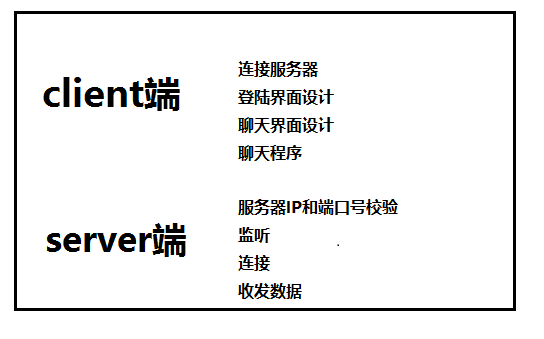 client端
连接服务器
登陆界面设计
聊天界面设计
聊天程序
server端
服务器IP和端口号校验
监听
连接
收发数据